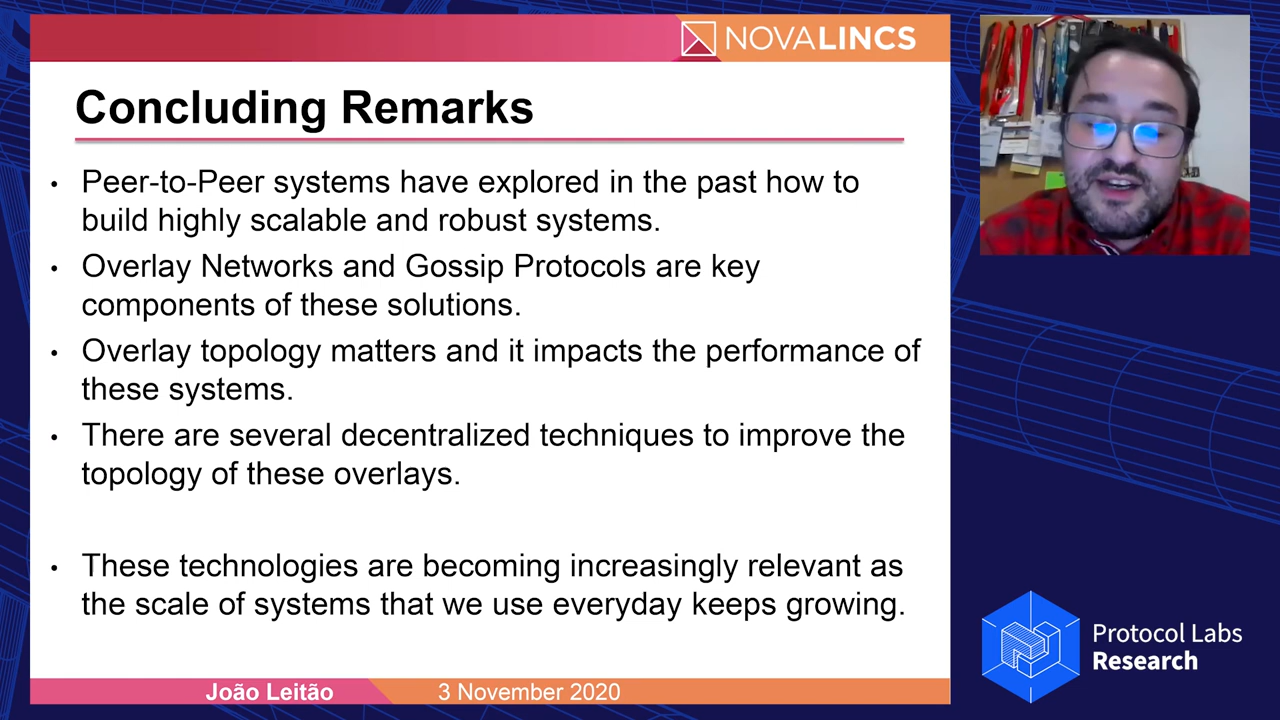 NOVALINCS
Concluding Remarks
• Peer-to-Peer systems have explored in the past how to
build highly scalable and robust systems.
• Overlay Networks and Gossip Protocols are key
components of these solutions.
• Overlay topology matters and it impacts the performance of
these systems.
• There are several decentralized techniques to improve the
topology of these overlays.
• These technologies are becoming increasingly relevant as
the scale of systems that we use everyday keeps growing.
João Leitão
3 November 2020
Protocol Labs
Research